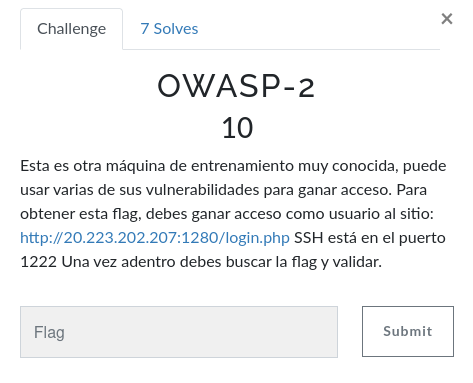 Challenge
7 Solves
×
OWASP-2
10
Esta es otra máquina de entrenamiento muy conocida, puede
usar varias de sus vulnerabilidades para ganar acceso. Para
obtener esta flag, debes ganar acceso como usuario al sitio:
http://20.223.202.207:1280/login.php SSH está en el puerto
1222 Una vez adentro debes buscar la flag y validar.
Flag
Submit